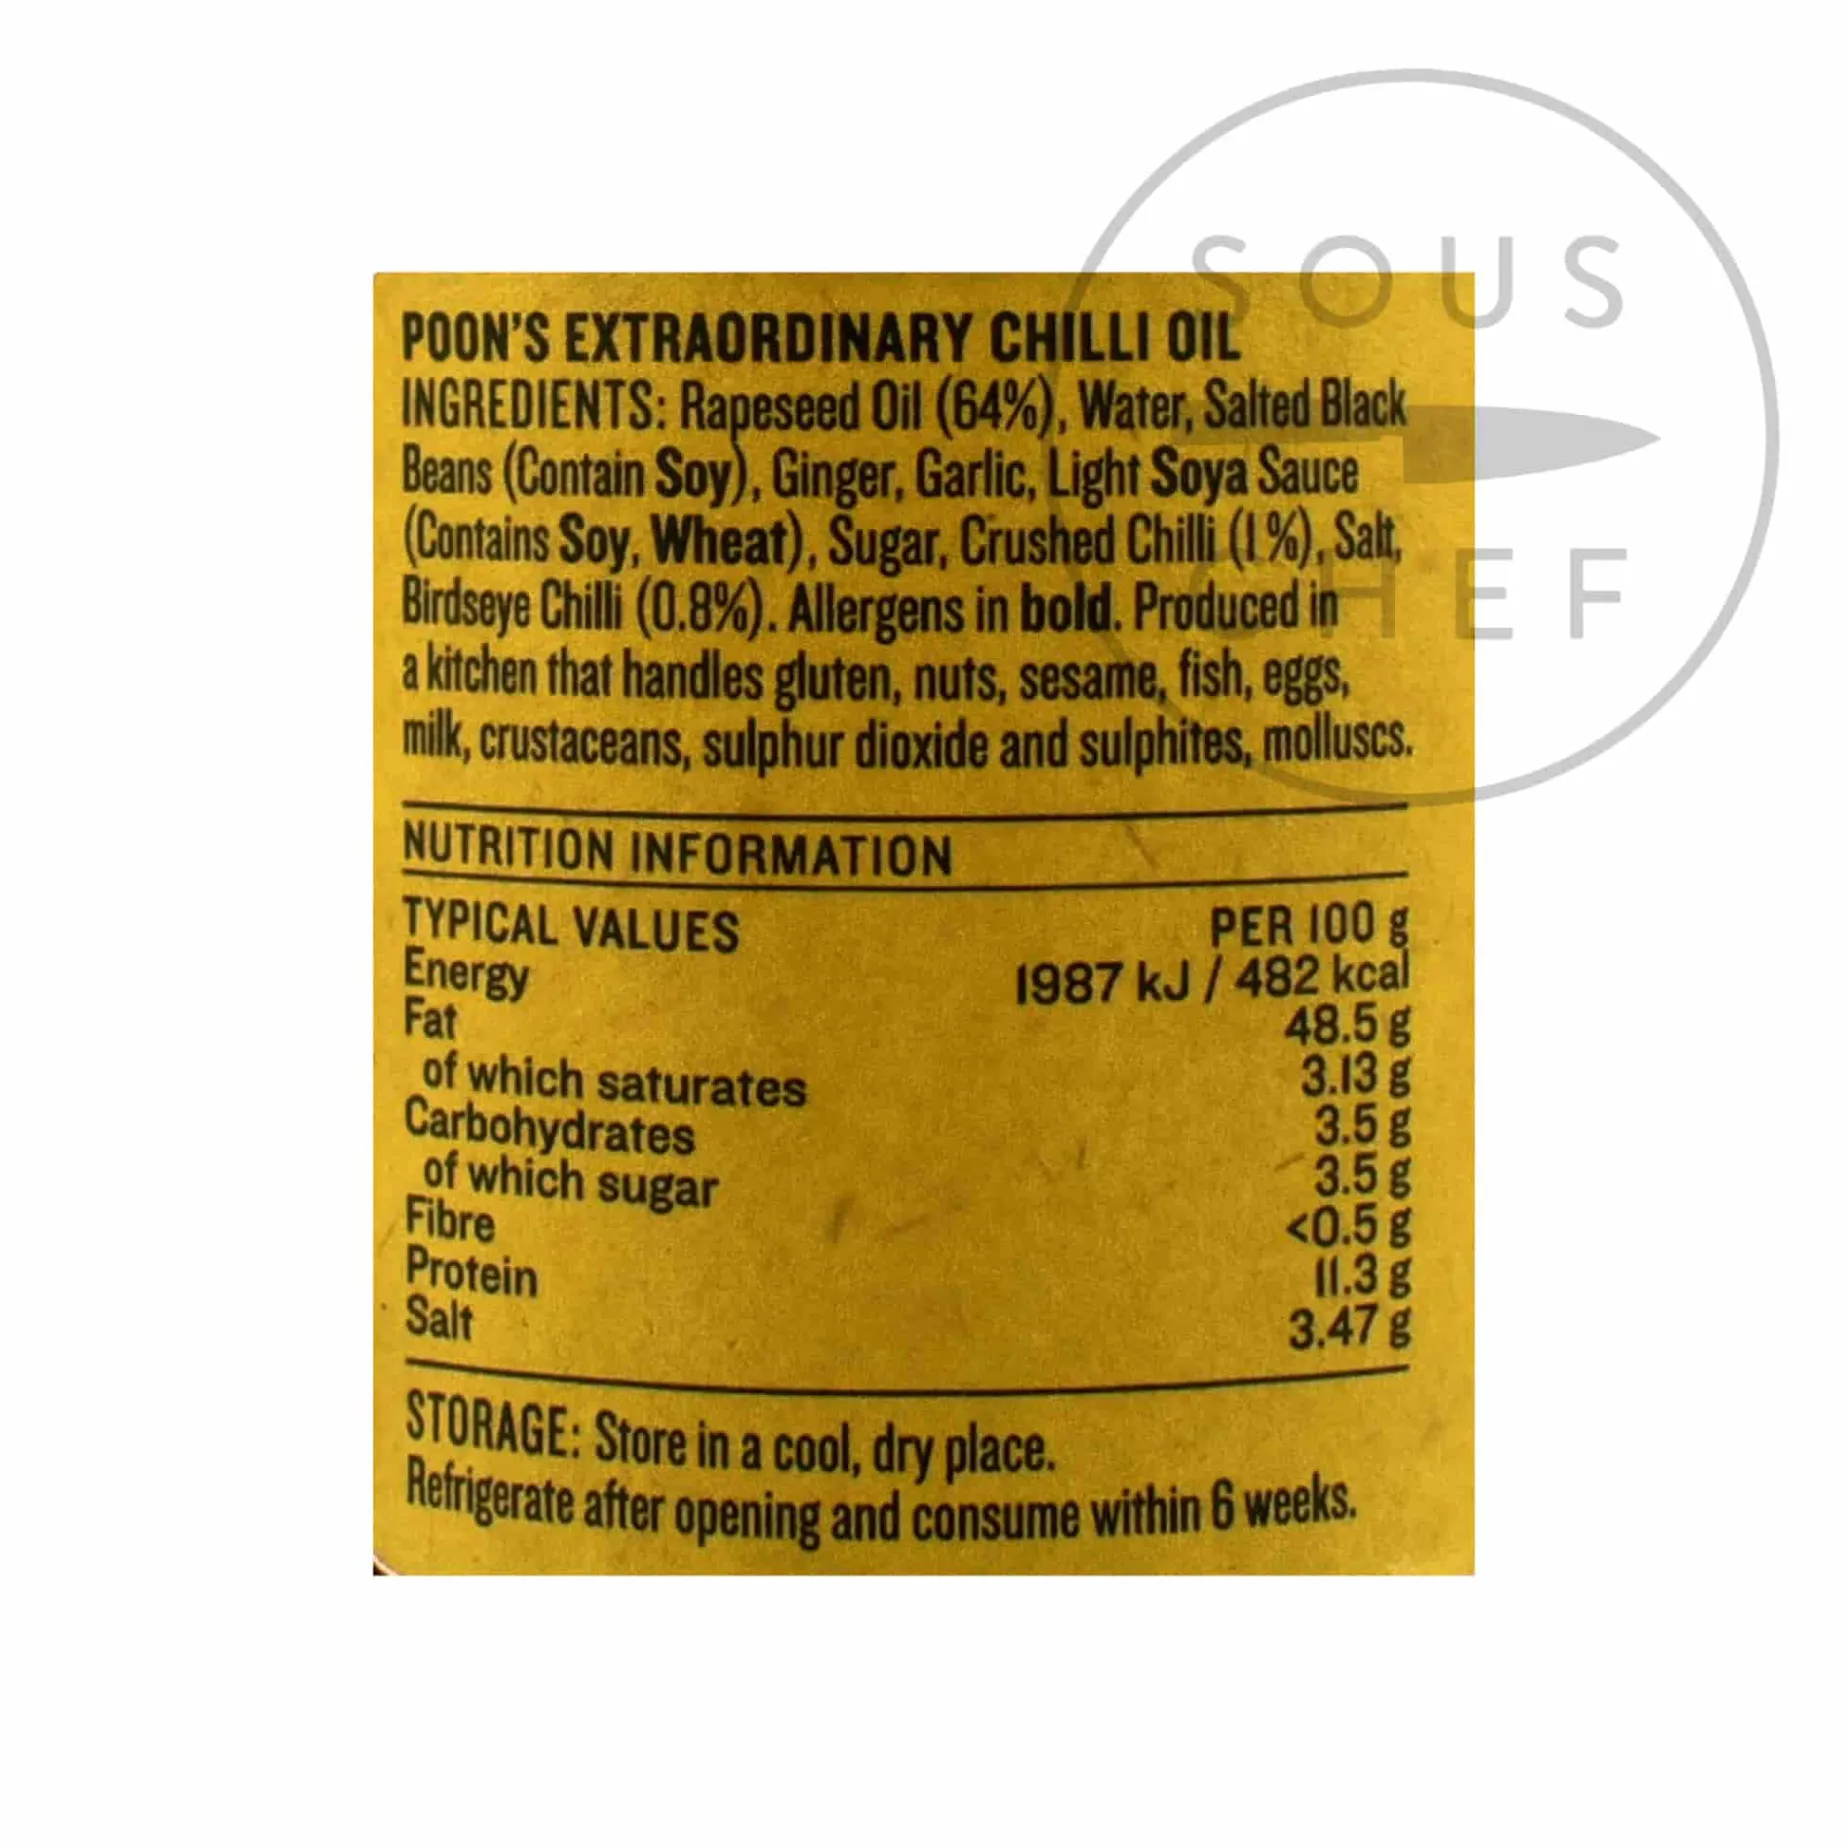 SOUS
CHEF
POON'S EXTRAORDINARY CHILLI OIL
INGREDIENTS: Rapeseed Oil (64%), Water, Salted Black
Beans (Contain Soy), Ginger, Garlic, Light Soya Sauce
(Contains Soy, Wheat), Sugar, Crushed Chilli (1%), Salt,
Birdseye Chilli (0.8%). Allergens in bold. Produced in
a kitchen that handles gluten, nuts, sesame, fish, eggs,
milk, crustaceans, sulphur dioxide and sulphites, molluscs.
NUTRITION INFORMATION
TYPICAL VALUES PER 100 g
Energy 1987 kJ / 482 kcal
Fat 48.5 g
of which saturates 3.13 g
Carbohydrates 3.5 g
of which sugar 3.5 g
Fibre <0.5 g
Protein 11.3 g
Salt 3.47 g
STORAGE: Store in a cool, dry place.
Refrigerate after opening and consume within 6 weeks.